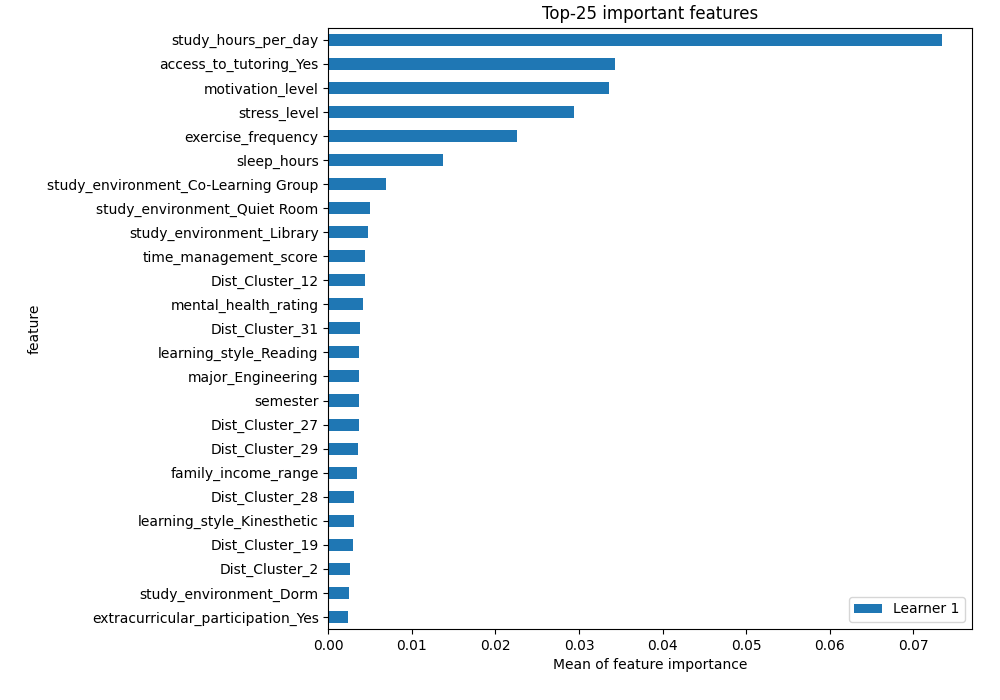 Top-25 important features
study_hours_per_day
access_to_tutoring_Yes
motivation_level
stress_level
exercise_frequency
sleep_hours
study_environment_Co-Learning Group
study_environment_Quiet Room
study_environment_Library
time_management_score
Dist_Cluster_12
mental_health_rating
Dist_Cluster_31
learning_style_Reading
major_Engineering
semester
Dist_Cluster_27
Dist_Cluster_29
family_income_range
Dist_Cluster_28
learning_style_Kinesthetic
Dist_Cluster_19
Dist_Cluster_2
study_environment_Dorm
extracurricular_participation_Yes
feature
Learner 1
0.00 0.01 0.02 0.03 0.04 0.05 0.06 0.07
Mean of feature importance